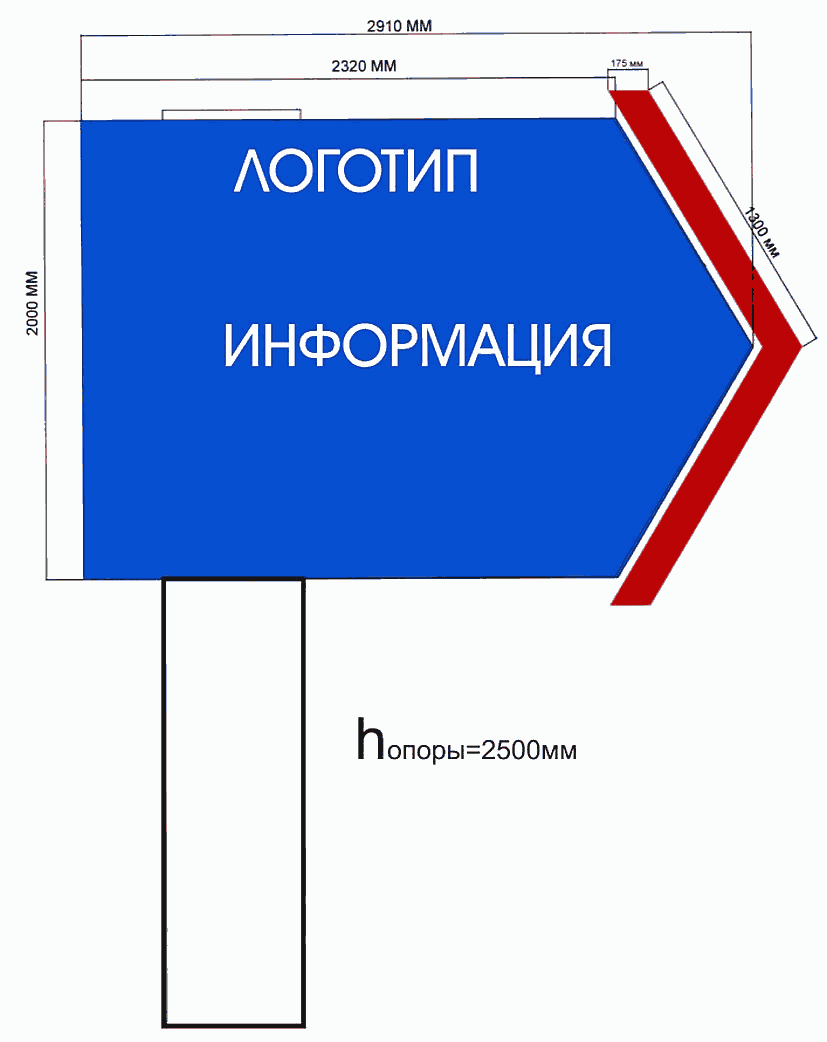 2910 ММ
2320 ММ
175 мм
ЛОГОТИП
1300 мм
2000 ММ
ИНФОРМАЦИЯ
hопоры=2500мм